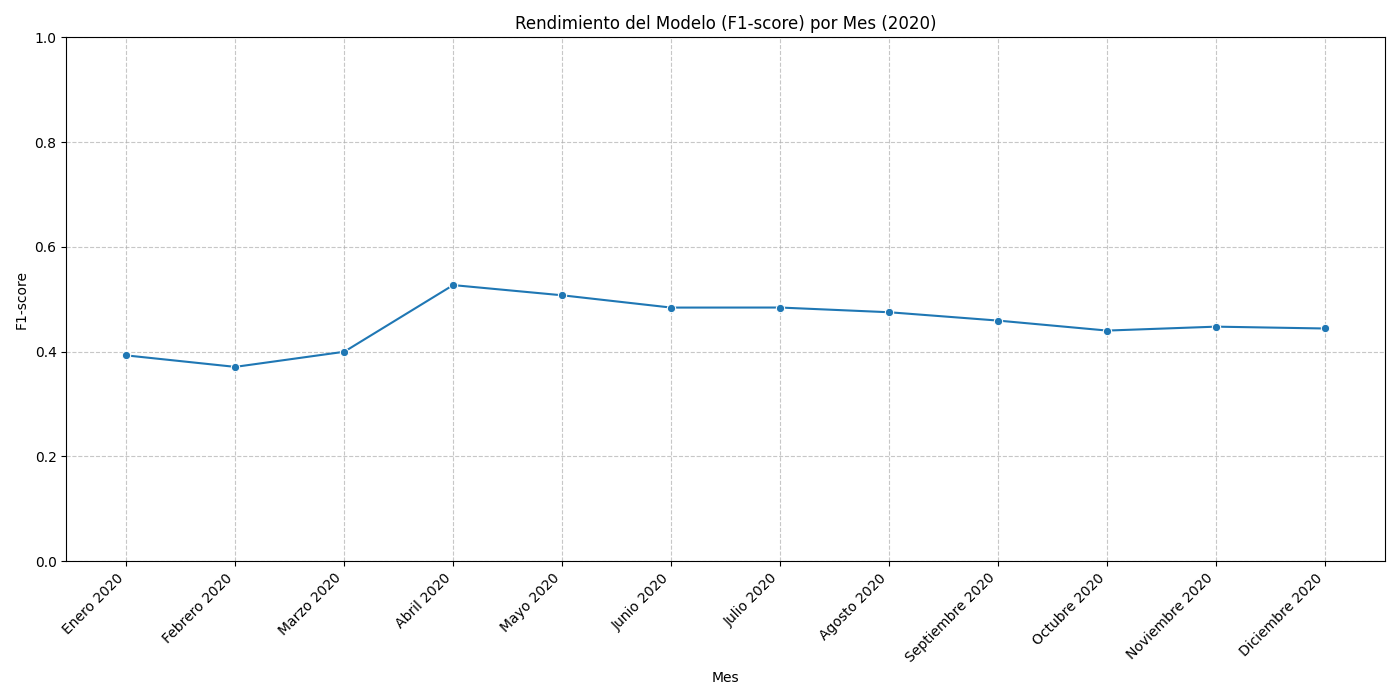 Rendimiento del Modelo (F1-score) por Mes (2020)
1.0
0.8
0.6
0.4
0.2
0.0
F1-score
Enero 2020
Febrero 2020
Marzo 2020
Abril 2020
Mayo 2020
Junio 2020
Julio 2020
Agosto 2020
Septiembre 2020
Octubre 2020
Noviembre 2020
Diciembre 2020
Mes